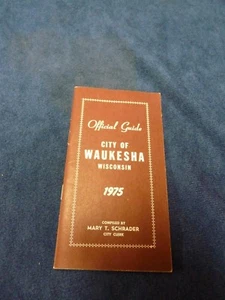 Official Guide
CITY OF
WAUKESHA
WISCONSIN
1975
COMPILED BY
MARY T. SCHRADER
CITY CLERK